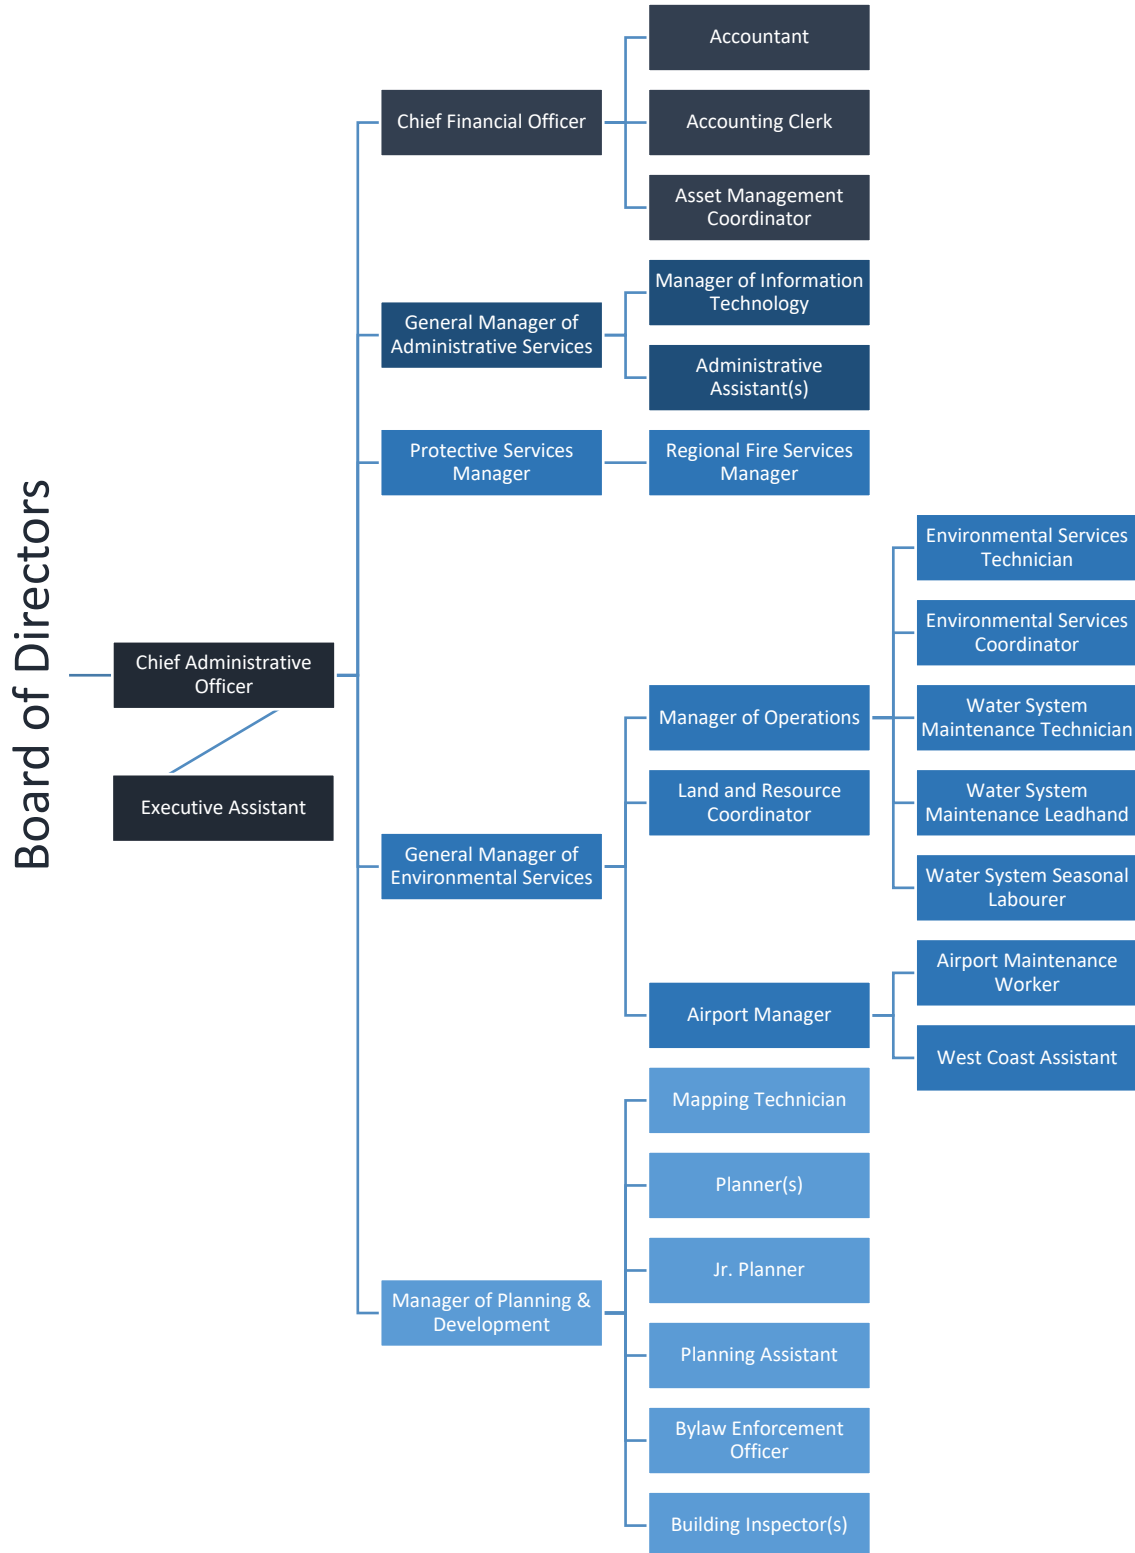 Board of Directors
Chief Administrative
Officer
Executive Assistant
Chief Financial Officer
Accountant
Accounting Clerk
Asset Management
Coordinator
General Manager of
Administrative Services
Manager of Information
Technology
Administrative
Assistant(s)
Protective Services
Manager
Regional Fire Services
Manager
General Manager of
Environmental Services
Manager of Operations
Environmental Services
Technician
Environmental Services
Coordinator
Water System
Maintenance Technician
Water System
Maintenance Leadhand
Water System Seasonal
Labourer
Land and Resource
Coordinator
Airport Manager
Airport Maintenance
Worker
West Coast Assistant
Manager of Planning &
Development
Mapping Technician
Planner(s)
Jr. Planner
Planning Assistant
Bylaw Enforcement
Officer
Building Inspector(s)